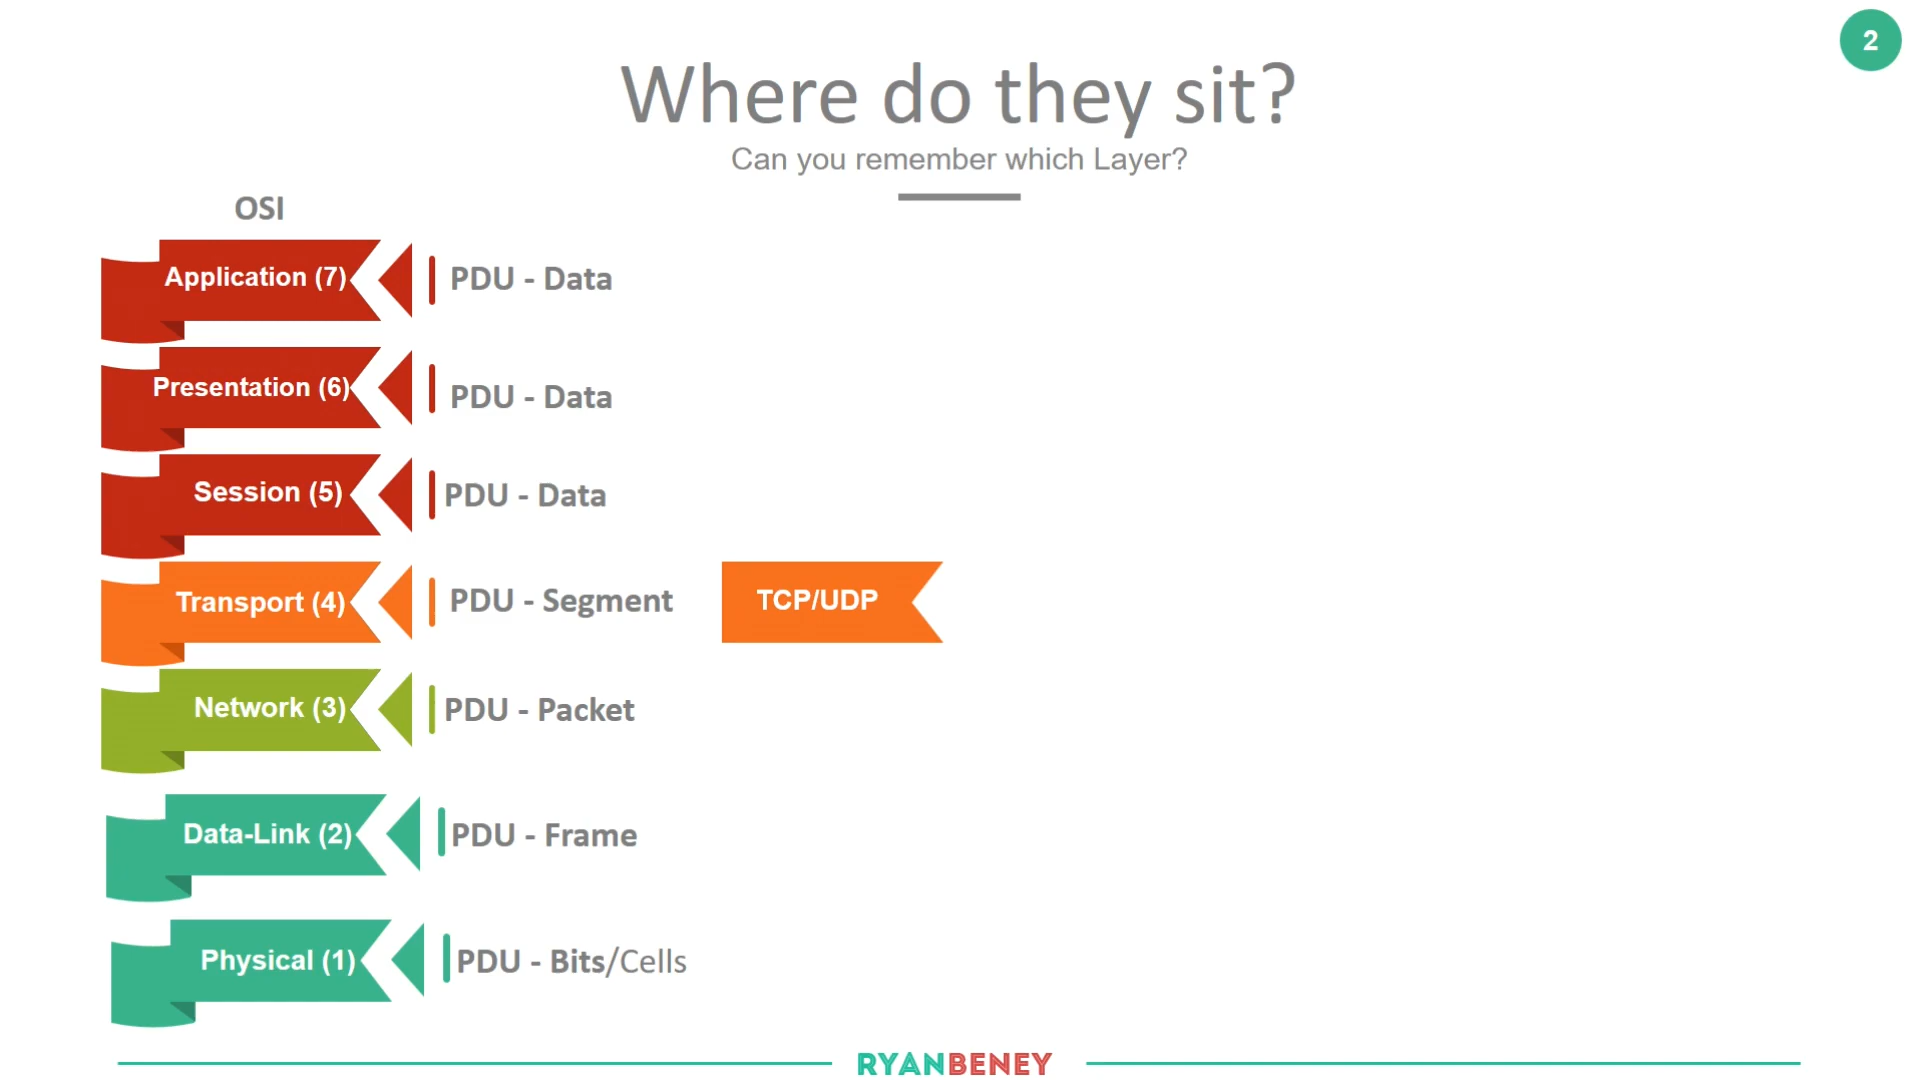 2
Where do they sit?
Can you remember which Layer?
OSI
Application (7)
PDU - Data
Presentation (6)
PDU - Data
Session (5)
PDU - Data
Transport (4)
PDU - Segment
TCP/UDP
Network (3)
PDU - Packet
Data-Link (2)
PDU - Frame
Physical (1)
PDU - Bits/Cells
RYANBENEY